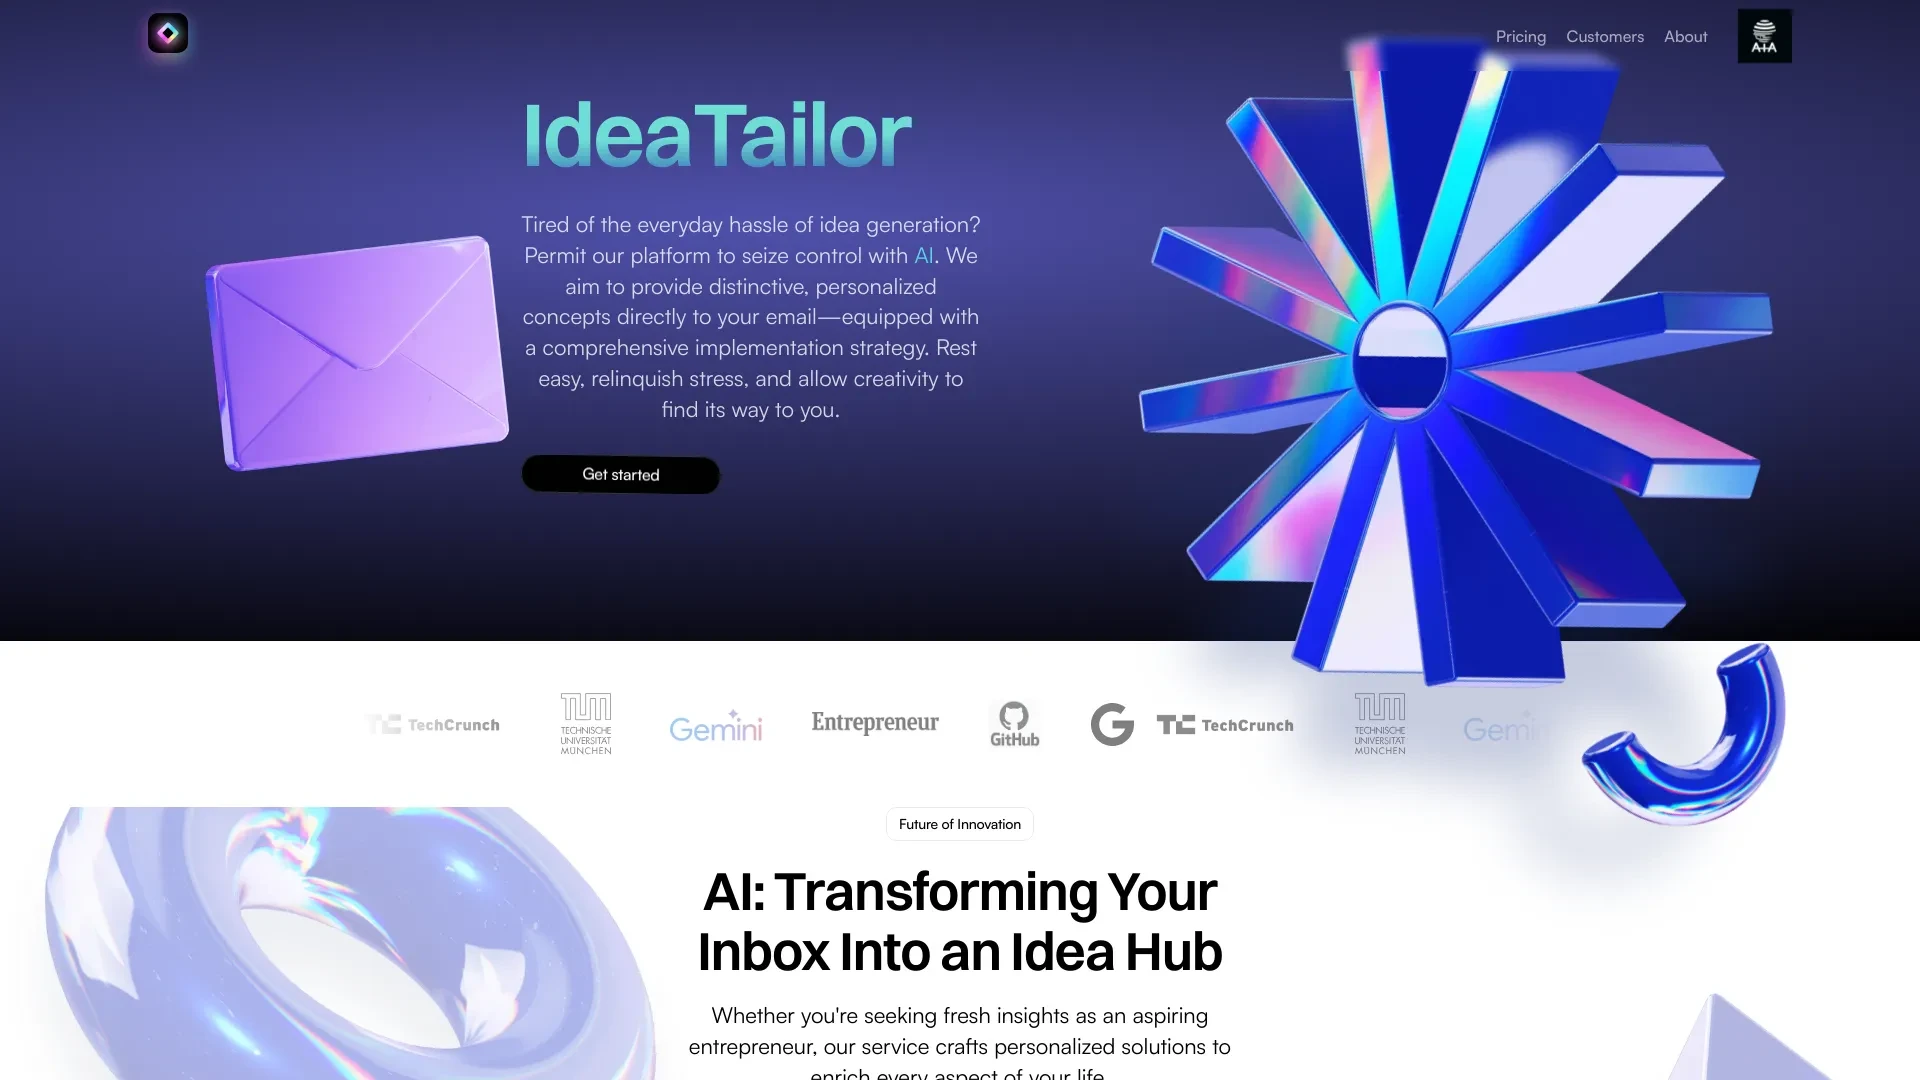 Pricing Customers About
A+A
IdeaTailor
Tired of the everyday hassle of idea generation?
Permit our platform to seize control with AI. We
aim to provide distinctive, personalized
concepts directly to your email—equipped with
a comprehensive implementation strategy. Rest
easy, relinquish stress, and allow creativity to
find its way to you.
Get started
TechCrunch
TUM
TECHNISCHE
UNIVERSITÄT
MÜNCHEN
Gemini
Entrepreneur
GitHub
G
TechCrunch
TUM
TECHNISCHE
UNIVERSITÄT
MÜNCHEN
Gemini
Future of Innovation
AI: Transforming Your
Inbox Into an Idea Hub
Whether you're seeking fresh insights as an aspiring
entrepreneur, our service crafts personalized solutions to
enrich every aspect of your life